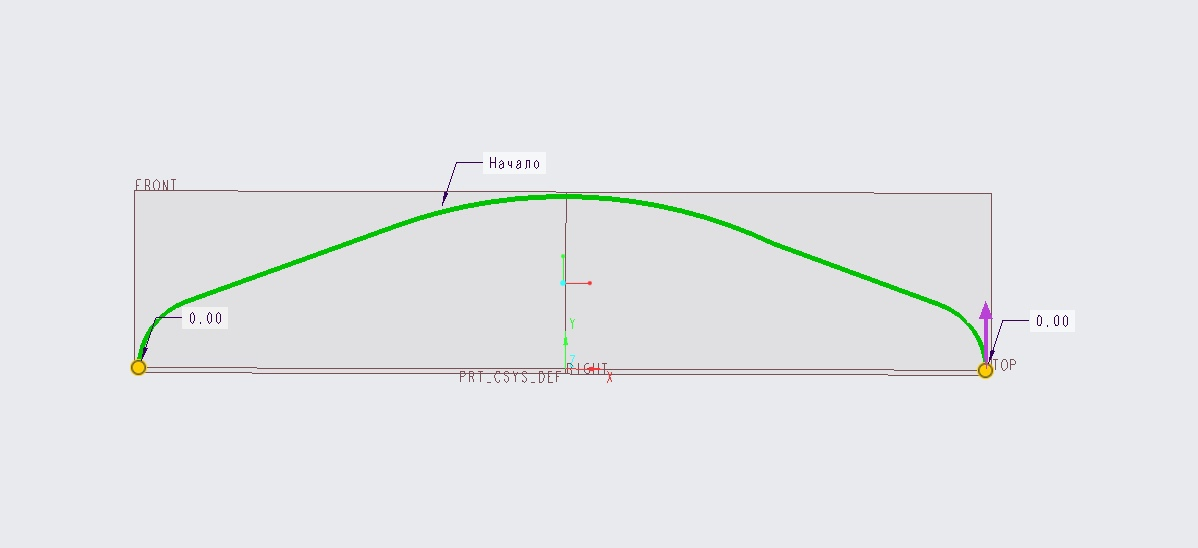 Начало
FRONT
0.00
0.00
Y
Z
RIGHT
TOP
PRT_CSYS_DEF
X